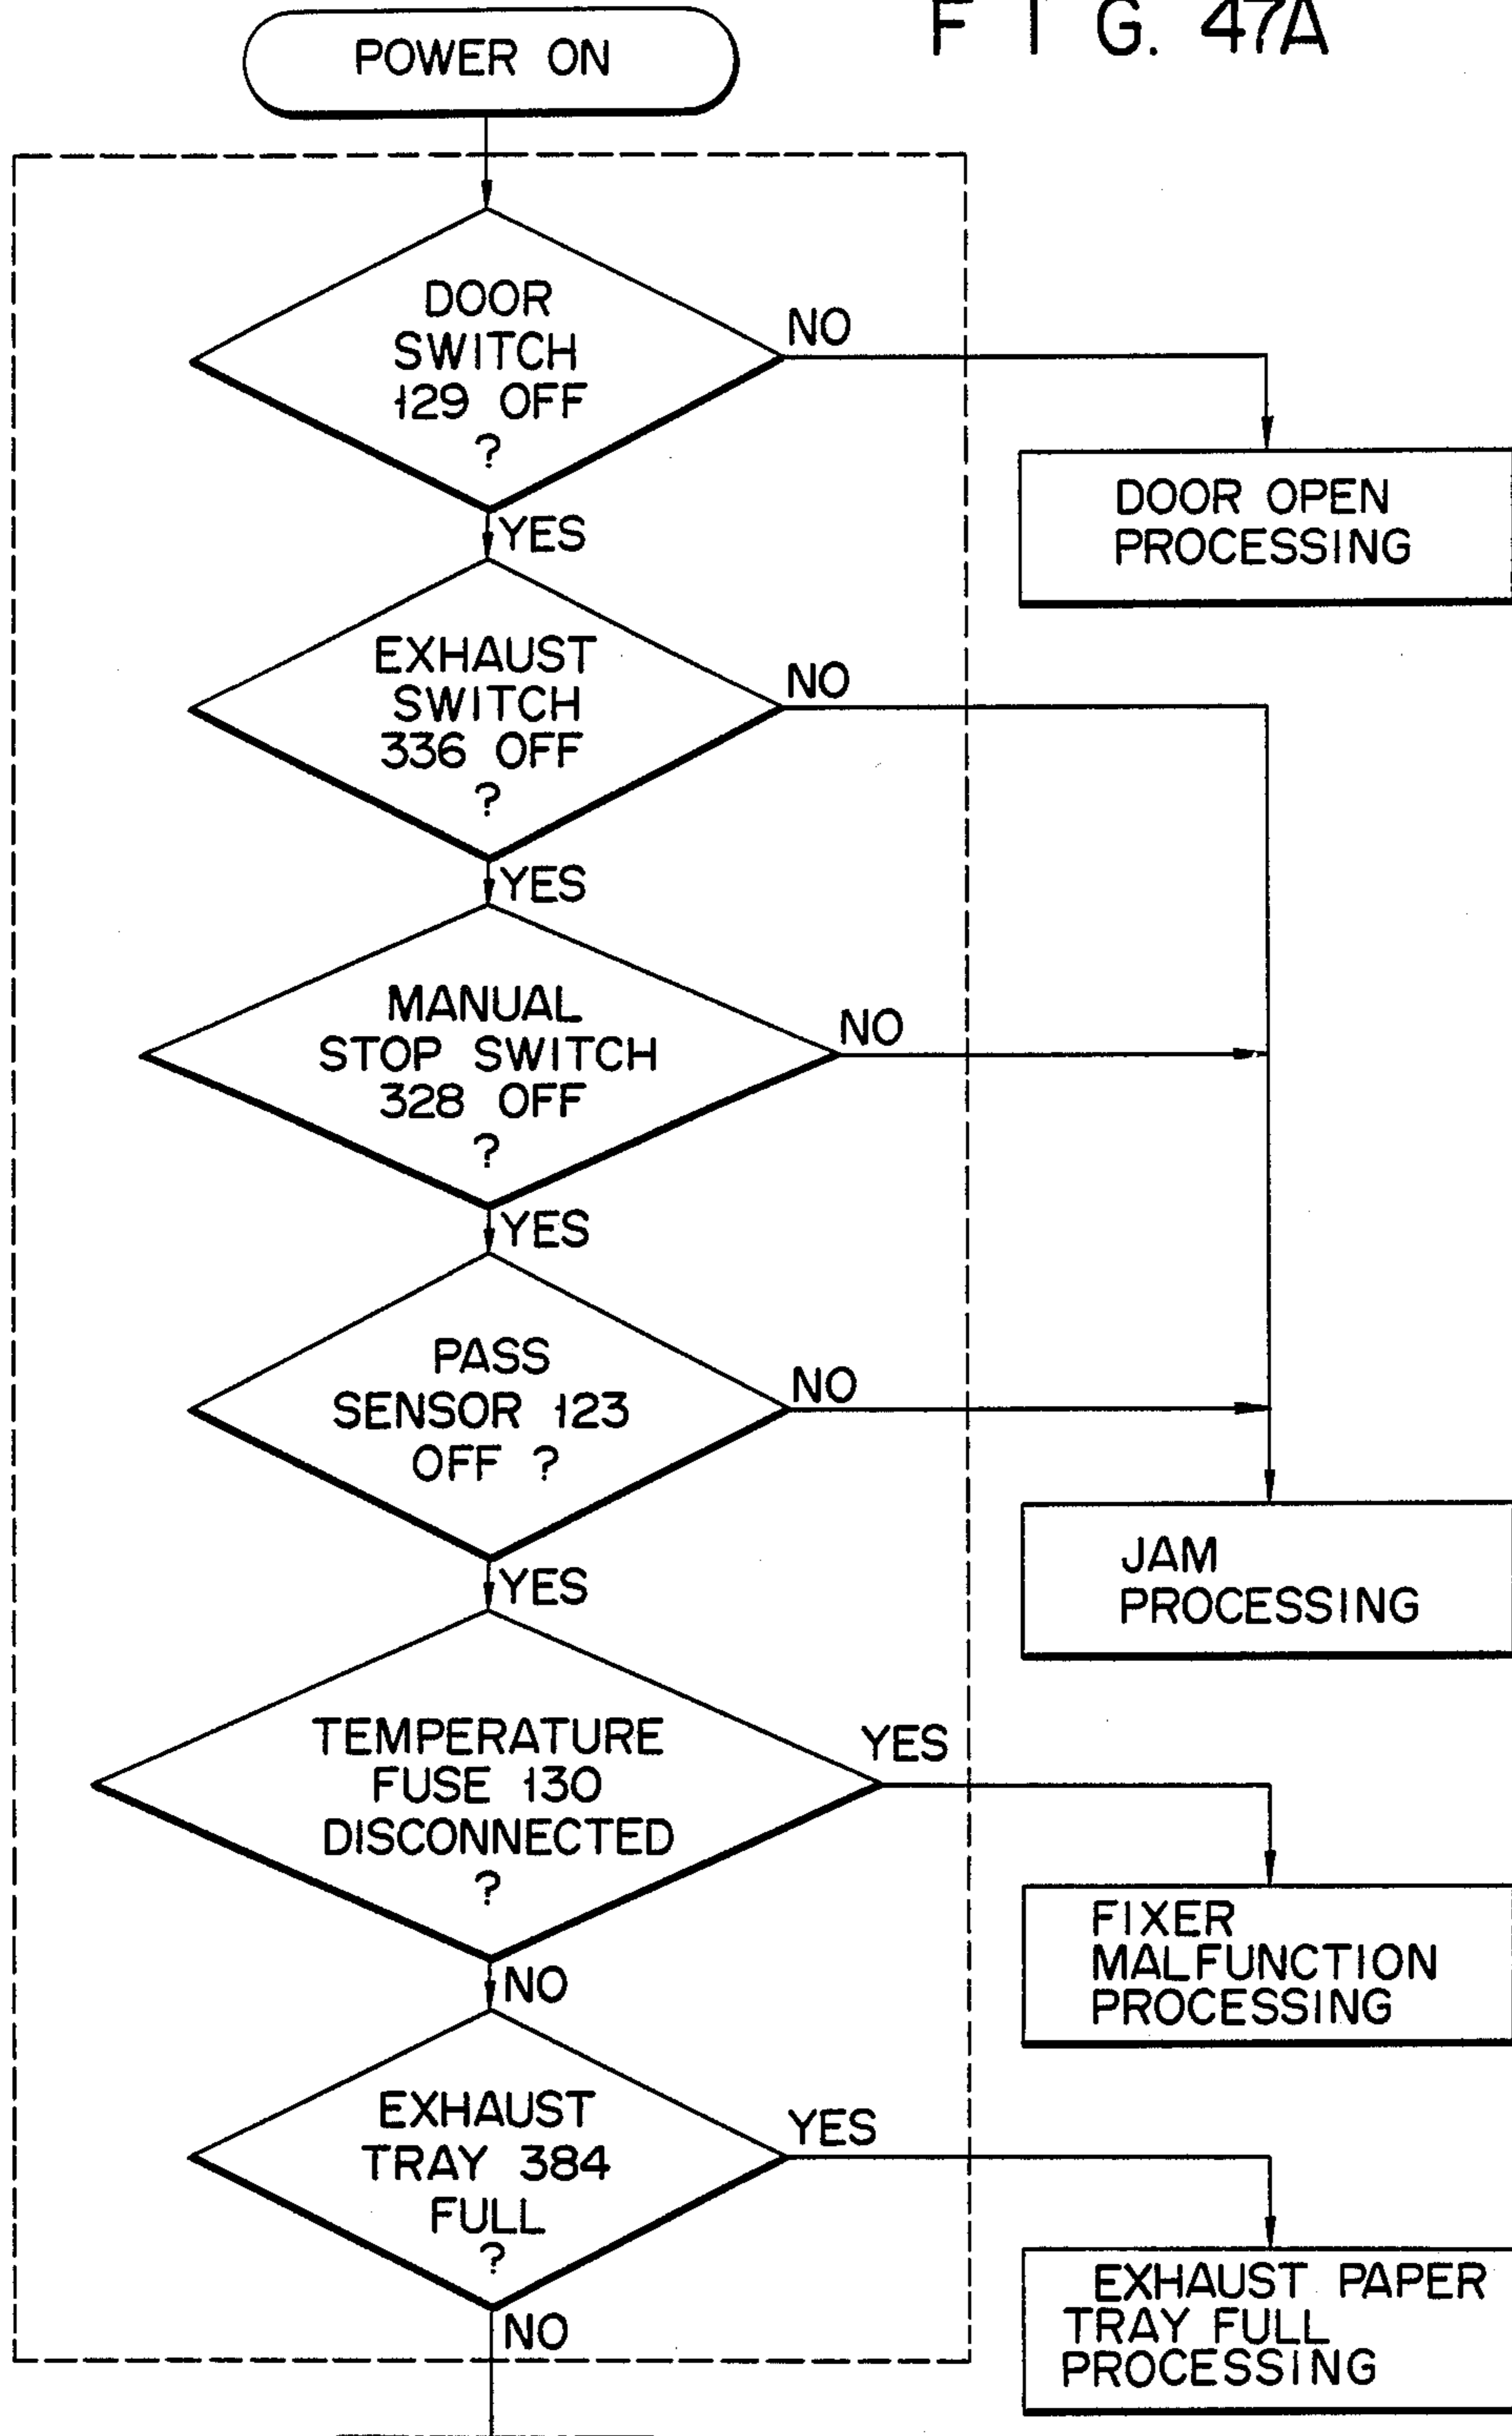 F I G. 47A
POWER ON
DOOR
SWITCH
129 OFF
?
NO
DOOR OPEN
PROCESSING
YES
EXHAUST
SWITCH
336 OFF
?
NO
YES
MANUAL
STOP SWITCH
328 OFF
?
NO
YES
PASS
SENSOR 123
OFF ?
NO
JAM
PROCESSING
YES
TEMPERATURE
FUSE 130
DISCONNECTED
?
YES
FIXER
MALFUNCTION
PROCESSING
NO
EXHAUST
TRAY 384
FULL
?
YES
EXHAUST PAPER
TRAY FULL
PROCESSING
NO